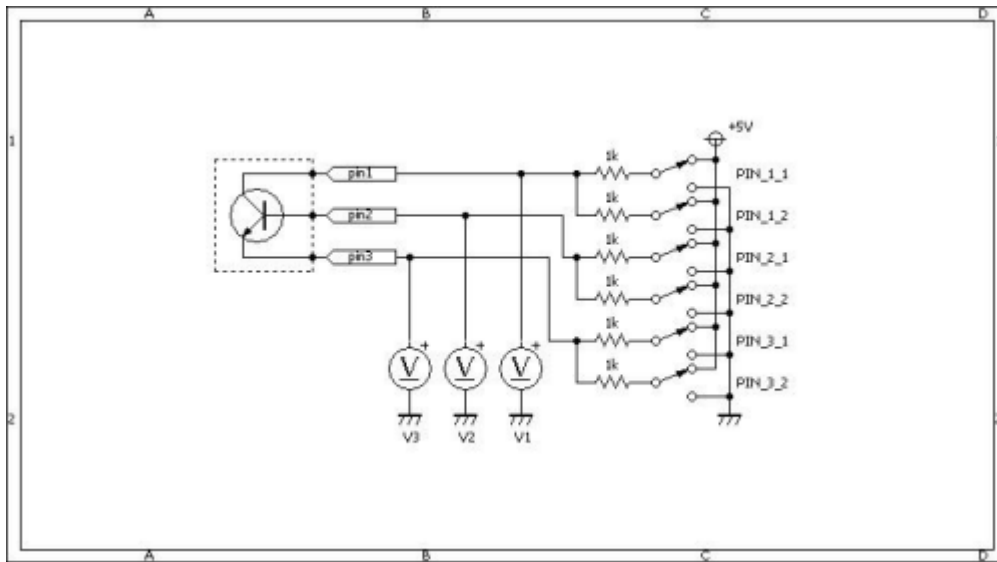 A B C D
1
+5V
1k PIN_1_1
pin1
1k PIN_1_2
pin2
1k PIN_2_1
pin3
1k PIN_2_2
1k PIN_3_1
1k PIN_3_2
V V V
V3 V2 V1
2
A B C D